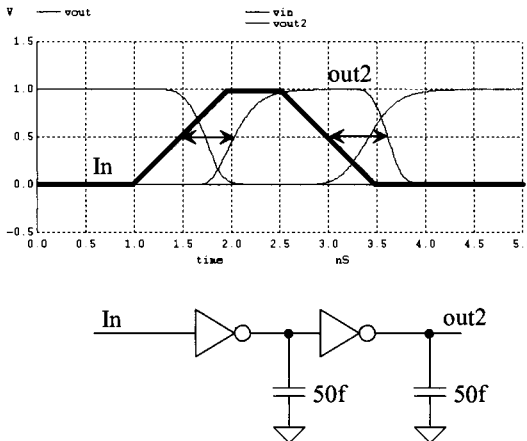 V — vout — vin
— vout2
1.5
out2
1.0
0.5
In
0.0
-0.5
0.0 0.5 1.0 1.5 2.0 2.5 3.0 3.5 4.0 4.5 5.
time nS
In out2
50f 50f